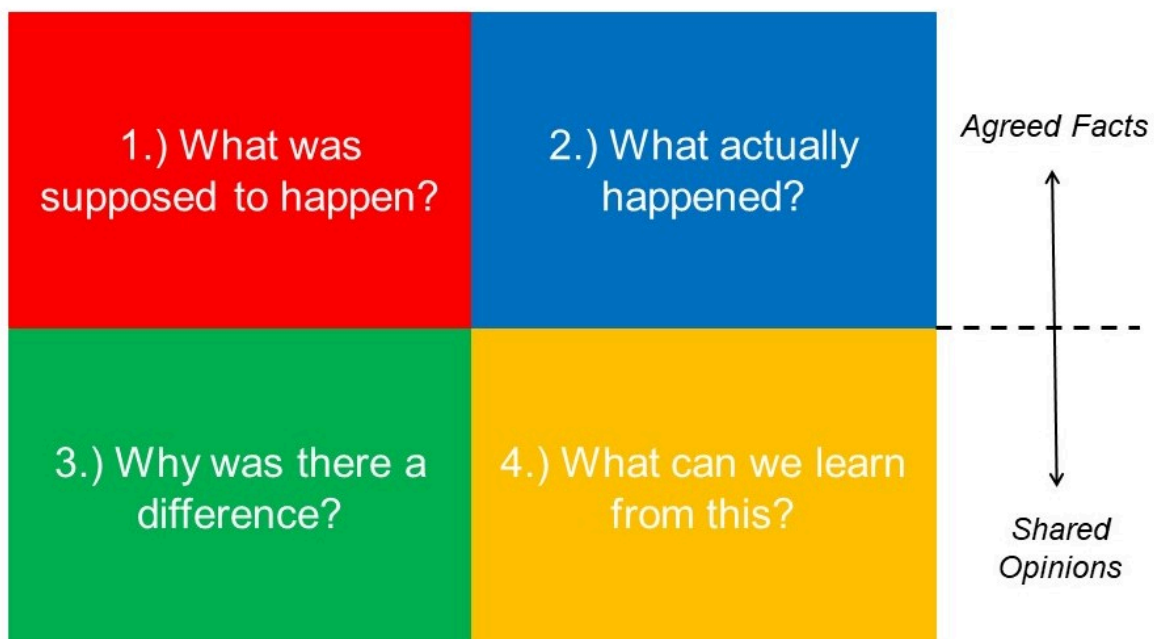 1.) What was
supposed to happen?
2.) What actually
happened?
Agreed Facts
3.) Why was there a
difference?
4.) What can we learn
from this?
Shared
Opinions